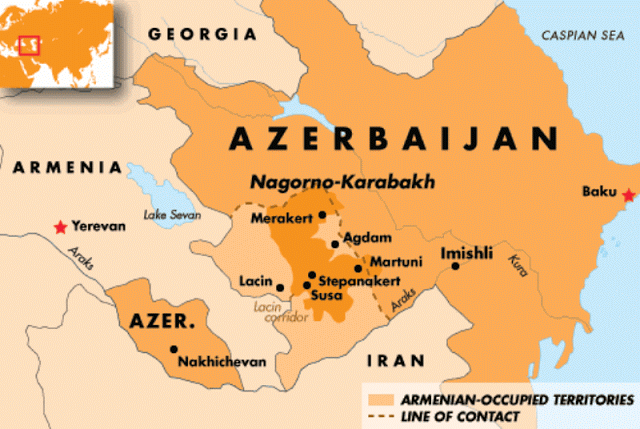 GEORGIA
CASPIAN SEA
AZERBAIJAN
ARMENIA
Nagorno-Karabakh
Baku
Merakert
Lake Sevan
Yerevan
Agdam
Araks
Imishli
Martuni
Kura
Lacin
Stepanqkert
Susa
Araks
Lacin
corridor
AZER.
Nakhichevan
IRAN
ARMENIAN-OCCUPIED TERRITORIES
LINE OF CONTACT